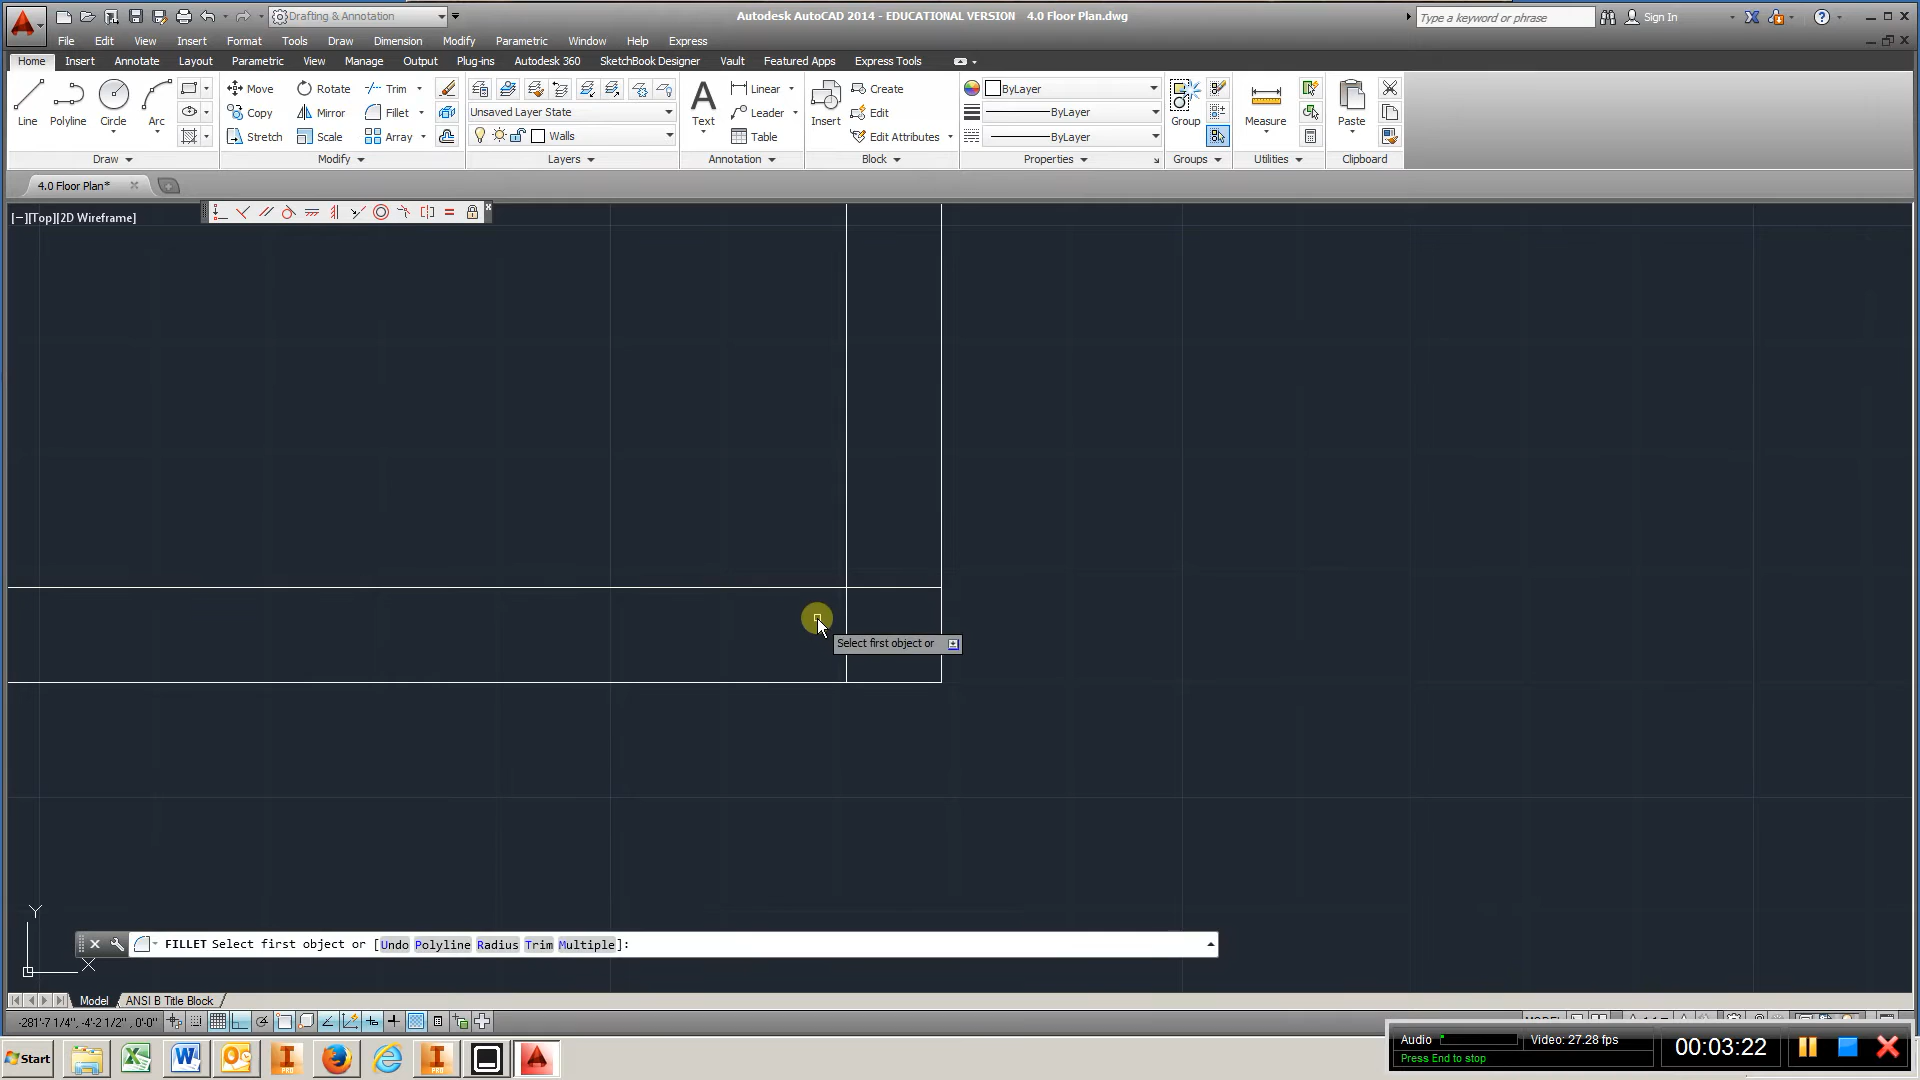 Drafting & Annotation
Autodesk AutoCAD 2014 - EDUCATIONAL VERSION 4.0 Floor Plan.dwg
Type a keyword or phrase
Sign In
File Edit View Insert Format Tools Draw Dimension Modify Parametric Window Help Express
Home Insert Annotate Layout Parametric View Manage Output Plug-ins Autodesk 360 SketchBook Designer Vault Featured Apps Express Tools
Move Rotate Trim Linear Create ByLayer
Copy Mirror Fillet Unsaved Layer State Leader Edit ByLayer
Line Polyline Circle Arc Text Insert Group Measure Paste
Stretch Scale Array Walls Table Edit Attributes ByLayer
Draw Modify Layers Annotation Block Properties Groups Utilities Clipboard
4.0 Floor Plan*
[−][Top][2D Wireframe]
Select first object or
Y
FILLET Select first object or [Undo Polyline Radius Trim Multiple]:
X
Model ANSI B Title Block
-281'-7 1/4", -4'-2 1/2" , 0'-0"
Audio Video: 27.28 fps
Press End to stop
00:03:22
Start
PRO
PRO